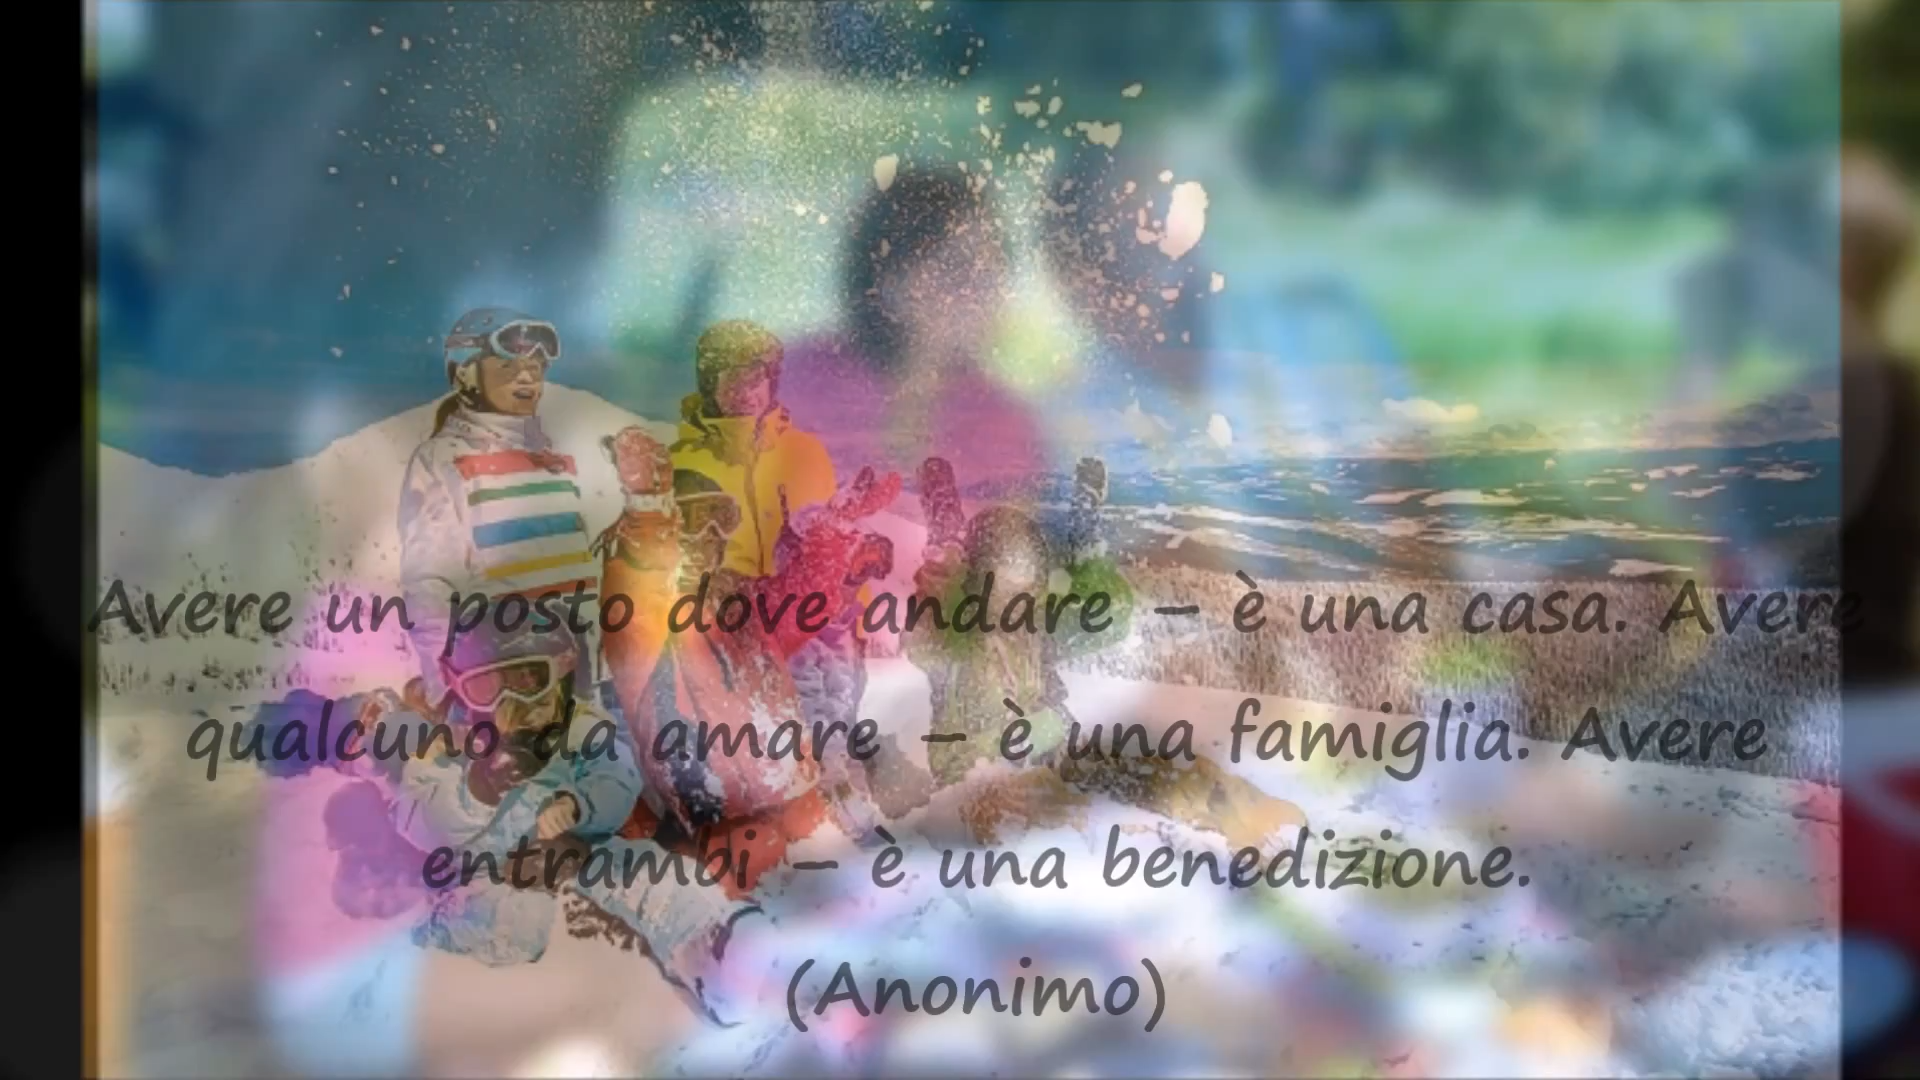 Avere un posto dove andare – è una casa. Avere
qualcuno da amare – è una famiglia. Avere
entrambi – è una benedizione.
(Anonimo)